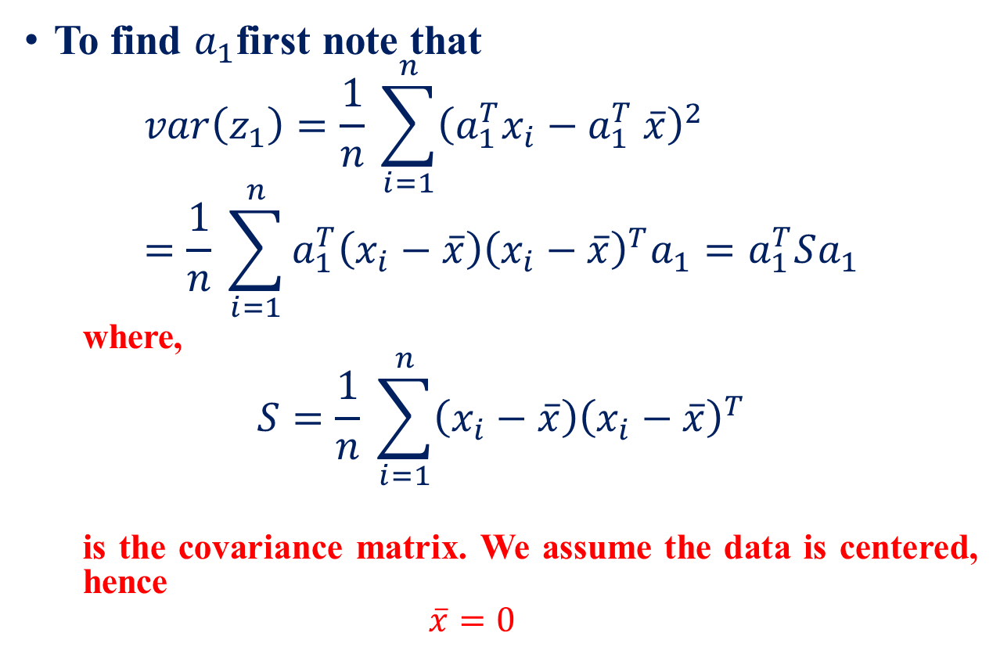 • To find $a_1$ first note that
$var(z_1) = \frac{1}{n} \sum_{i=1}^{n} (a_1^T x_i - a_1^T \bar{x})^2$
$= \frac{1}{n} \sum_{i=1}^{n} a_1^T (x_i - \bar{x})(x_i - \bar{x})^T a_1 = a_1^T S a_1$
where,
$S = \frac{1}{n} \sum_{i=1}^{n} (x_i - \bar{x})(x_i - \bar{x})^T$
is the covariance matrix. We assume the data is centered,
hence
$\bar{x} = 0$